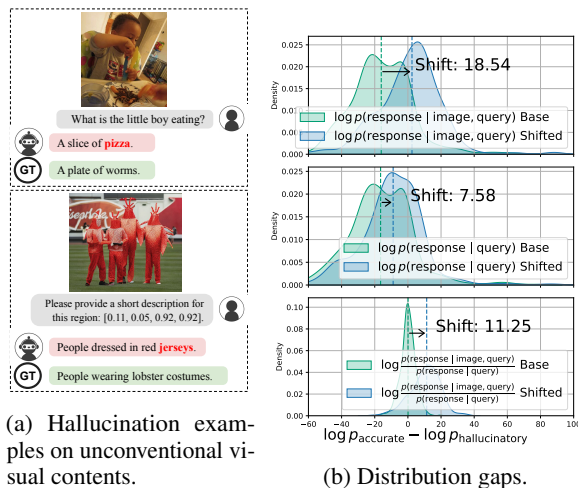 What is the little boy eating?
A slice of pizza.
GT
A plate of worms.
Please provide a short description for
this region: [0.11, 0.05, 0.92, 0.92].
People dressed in red jerseys.
GT
People wearing lobster costumes.
(a) Hallucination exam-
ples on unconventional vi-
sual contents.
Density
0.025
0.020
0.015
0.010
0.005
0.000
Shift: 18.54
log p(response | image, query) Base
log p(response | image, query) Shifted
Density
0.025
0.020
0.015
0.010
0.005
0.000
Shift: 7.58
log p(response | query) Base
log p(response | query) Shifted
Density
0.10
0.08
0.06
0.04
0.02
0.00
Shift: 11.25
log p(response | image, query) / p(response | query) Base
log p(response | image, query) / p(response | query) Shifted
−60 −40 −20 0 20 40 60 80 100
log p accurate − log p hallucinatory
(b) Distribution gaps.